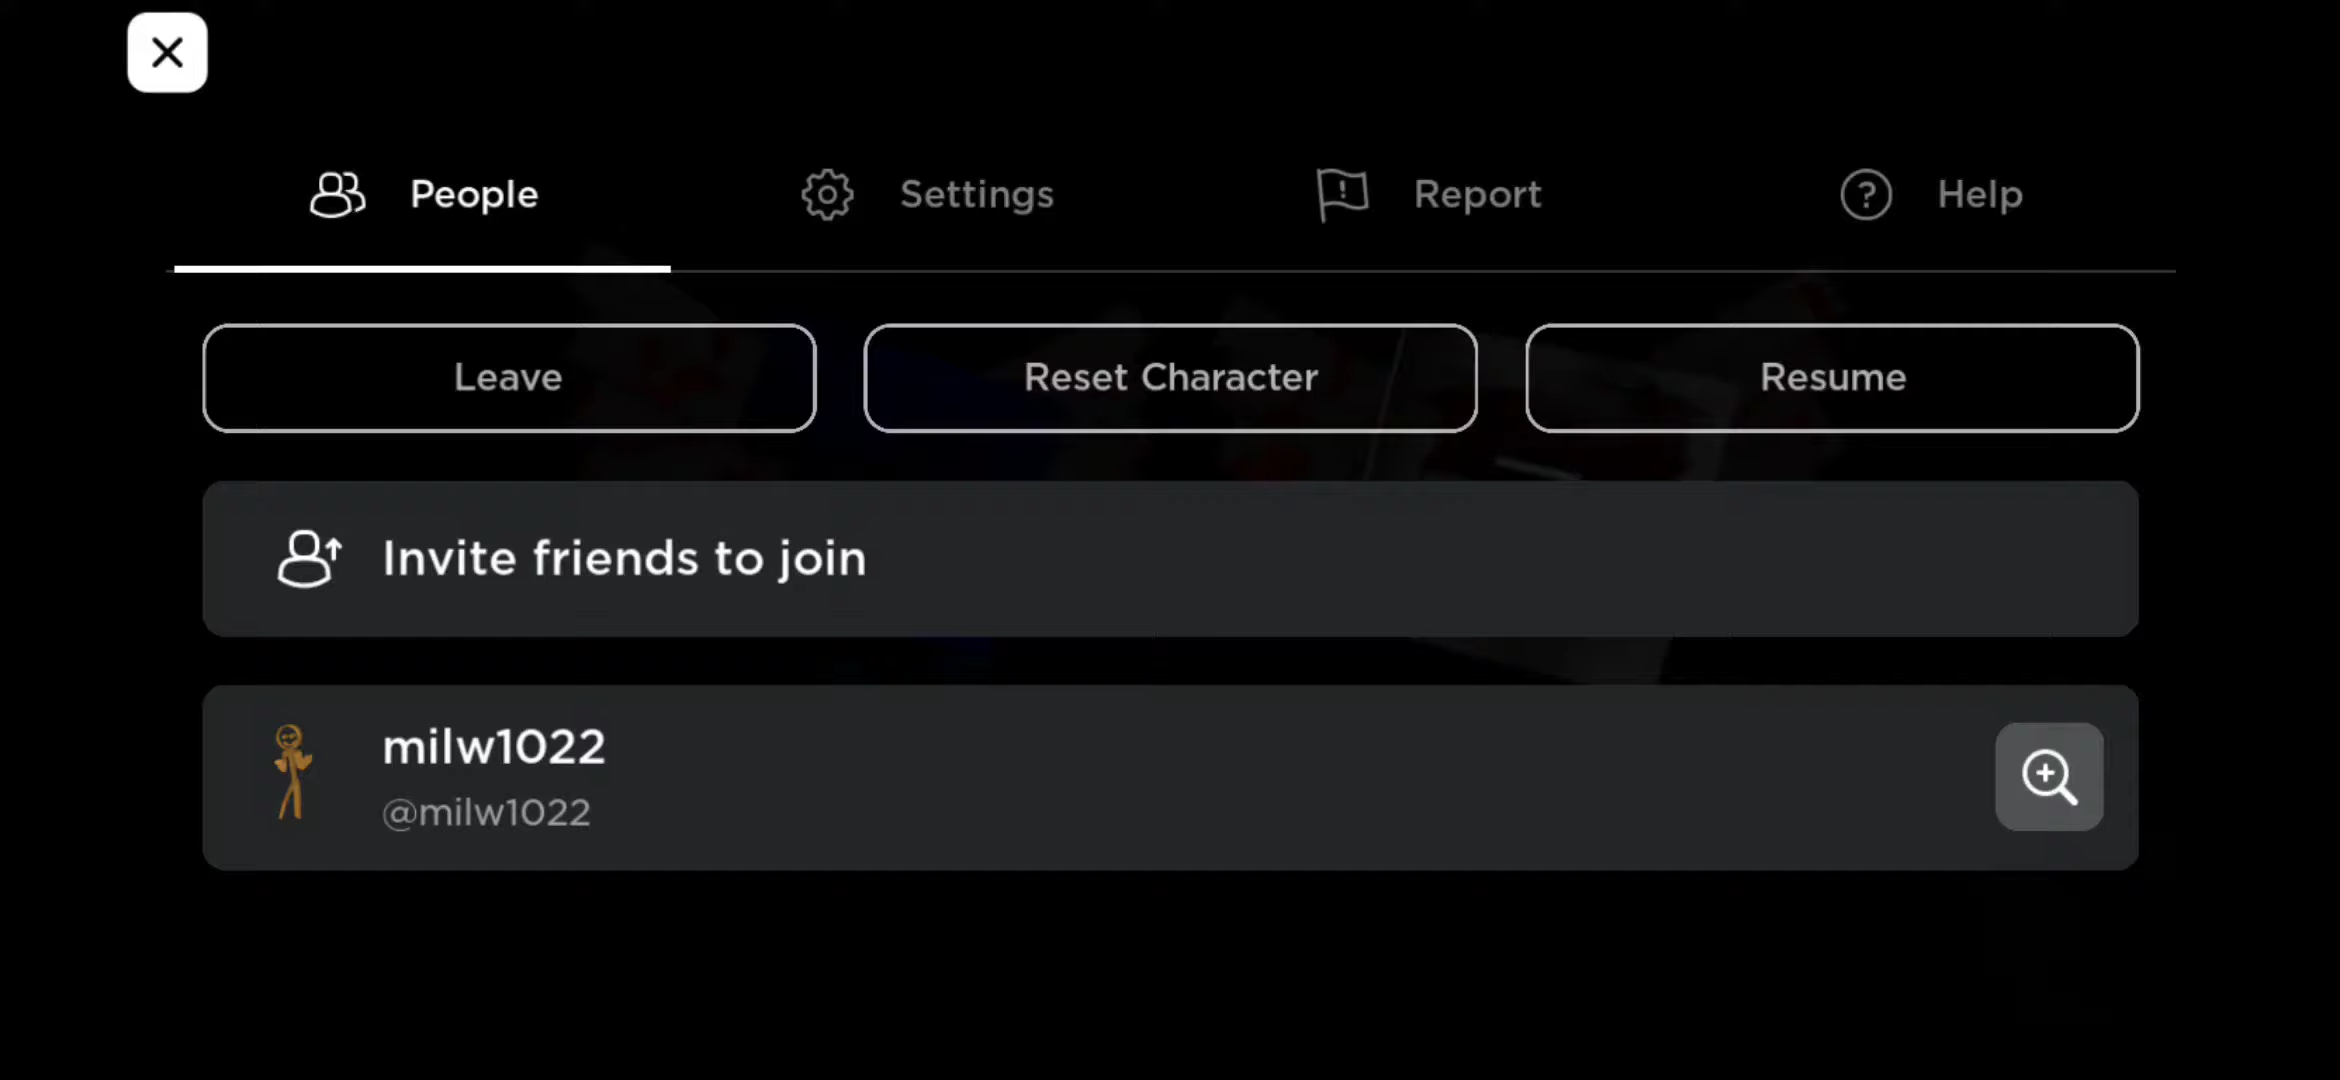 People
Settings
Report
Help
Leave
Reset Character
Resume
Invite friends to join
milw1022
@milw1022